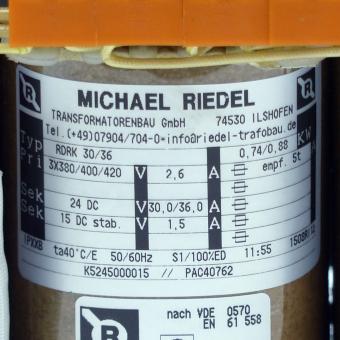 MICHAEL RIEDEL
TRANSFORMATORENBAU GmbH 74530 ILSHOFEN
Tel.(+49)07904/704-0•info@riedel-trafobau.de
Typ RDRK 30/36 0,74/0,88 KW
Pri 3X380/400/420 V 2,6 A empf. 5t A
Sek 24 DC V 30,0/36,0 A
Sek 15 DC stab. V 1,5 A
IPXXB ta40°C/E 50/60Hz S1/100%ED 11:55
K5245000015 // PAC40762
R
nach VDE 0570
EN 61 558